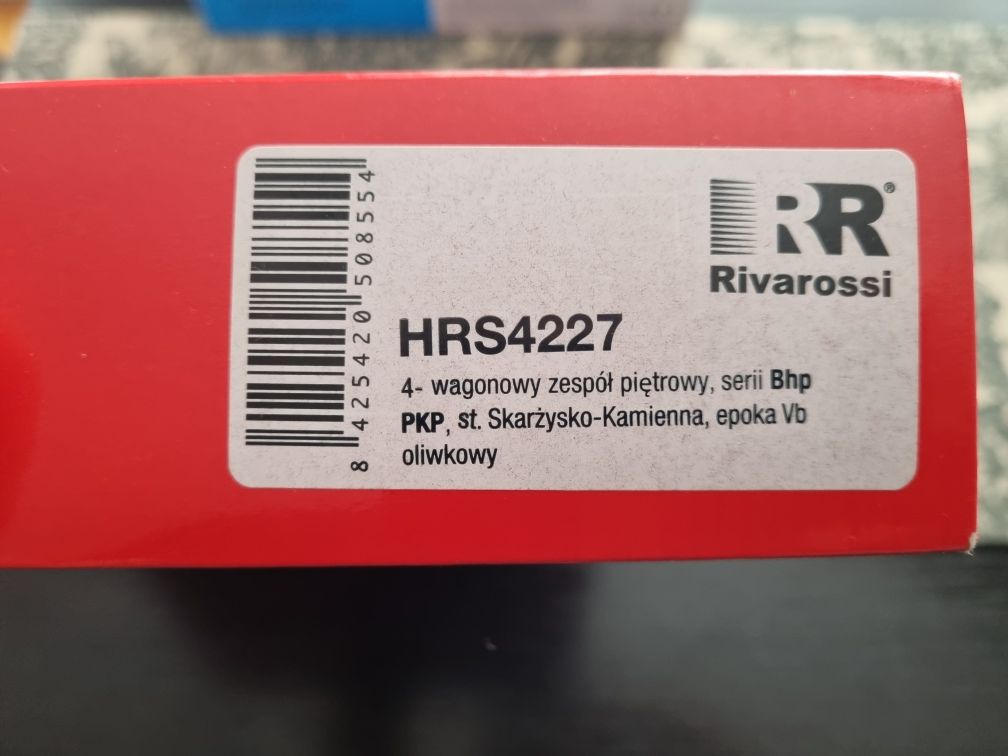 RR®
Rivarossi
HRS4227
4- wagonowy zespół piętrowy, serii Bhp
PKP, st. Skarżysko-Kamienna, epoka Vb
oliwkowy
8 425420 508554